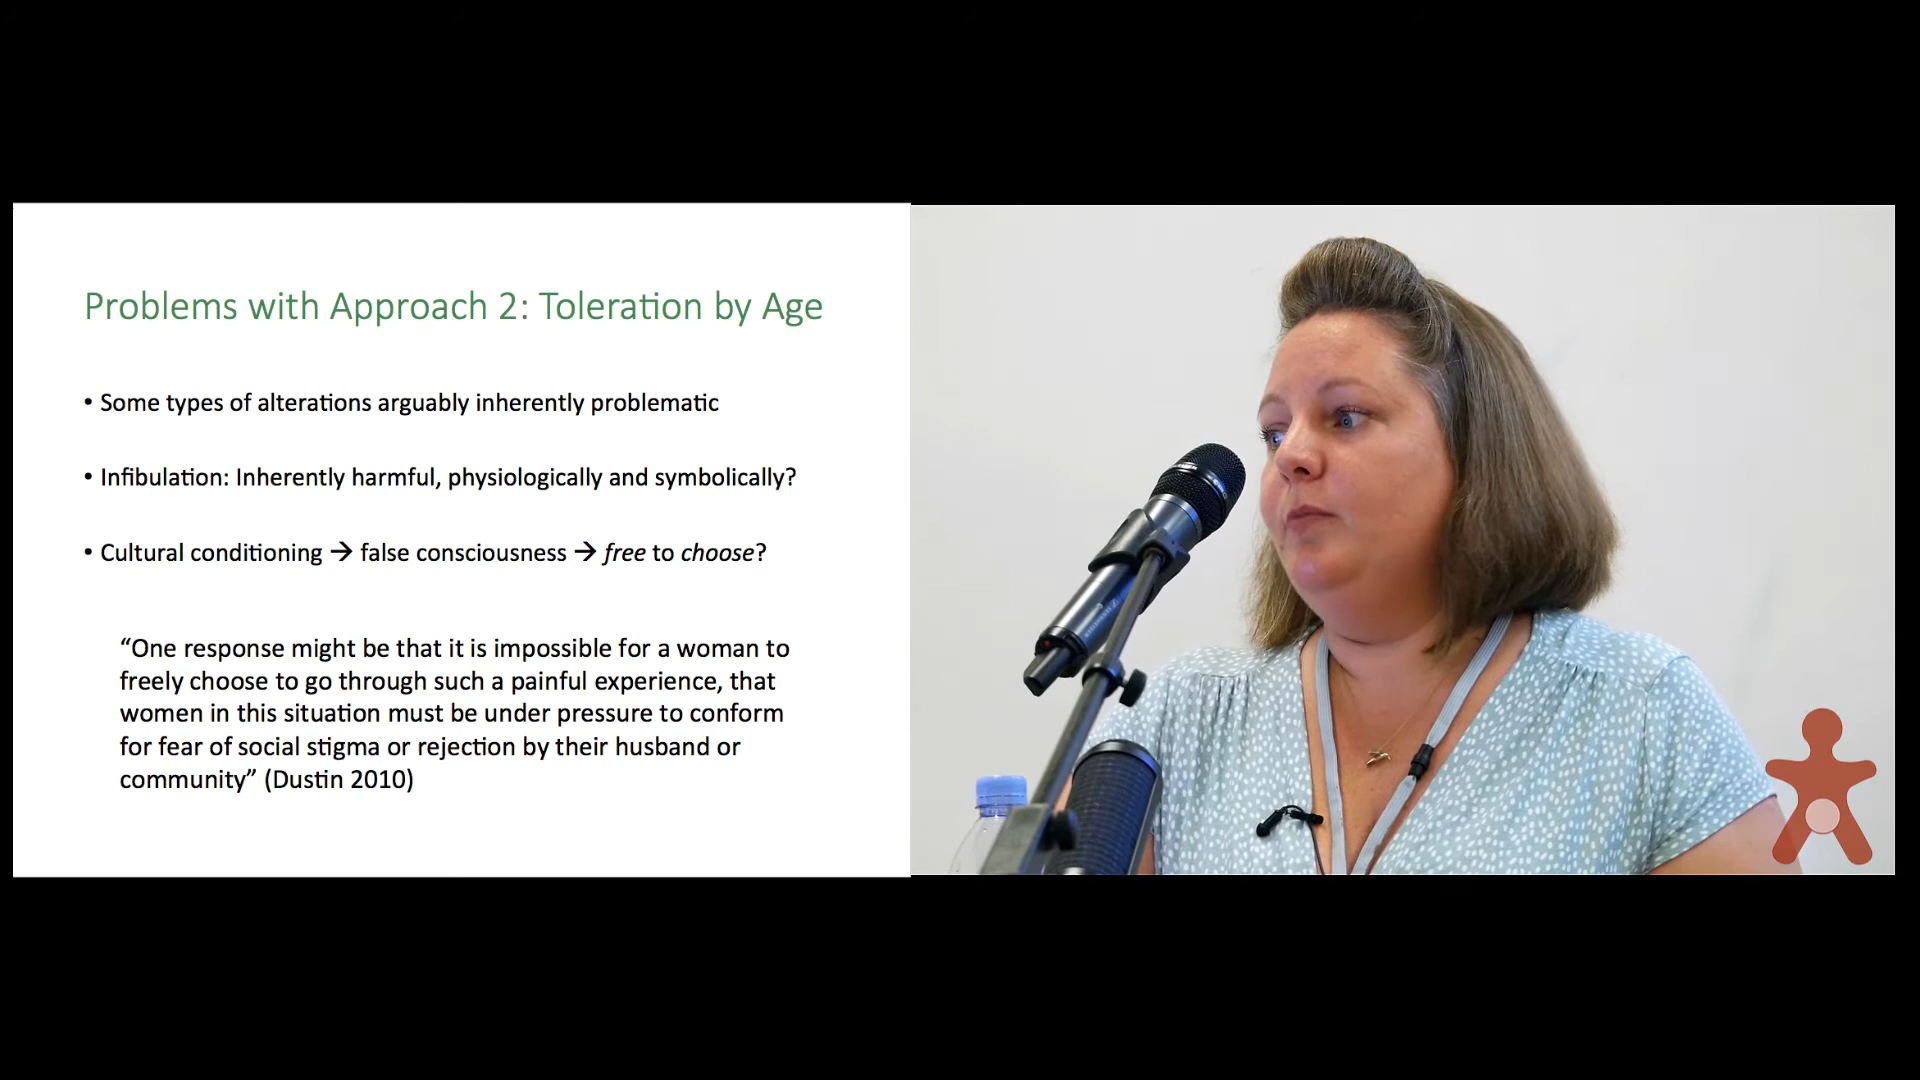 Problems with Approach 2: Toleration by Age
• Some types of alterations arguably inherently problematic
• Infibulation: Inherently harmful, physiologically and symbolically?
• Cultural conditioning → false consciousness → free to choose?
“One response might be that it is impossible for a woman to
freely choose to go through such a painful experience, that
women in this situation must be under pressure to conform
for fear of social stigma or rejection by their husband or
community” (Dustin 2010)